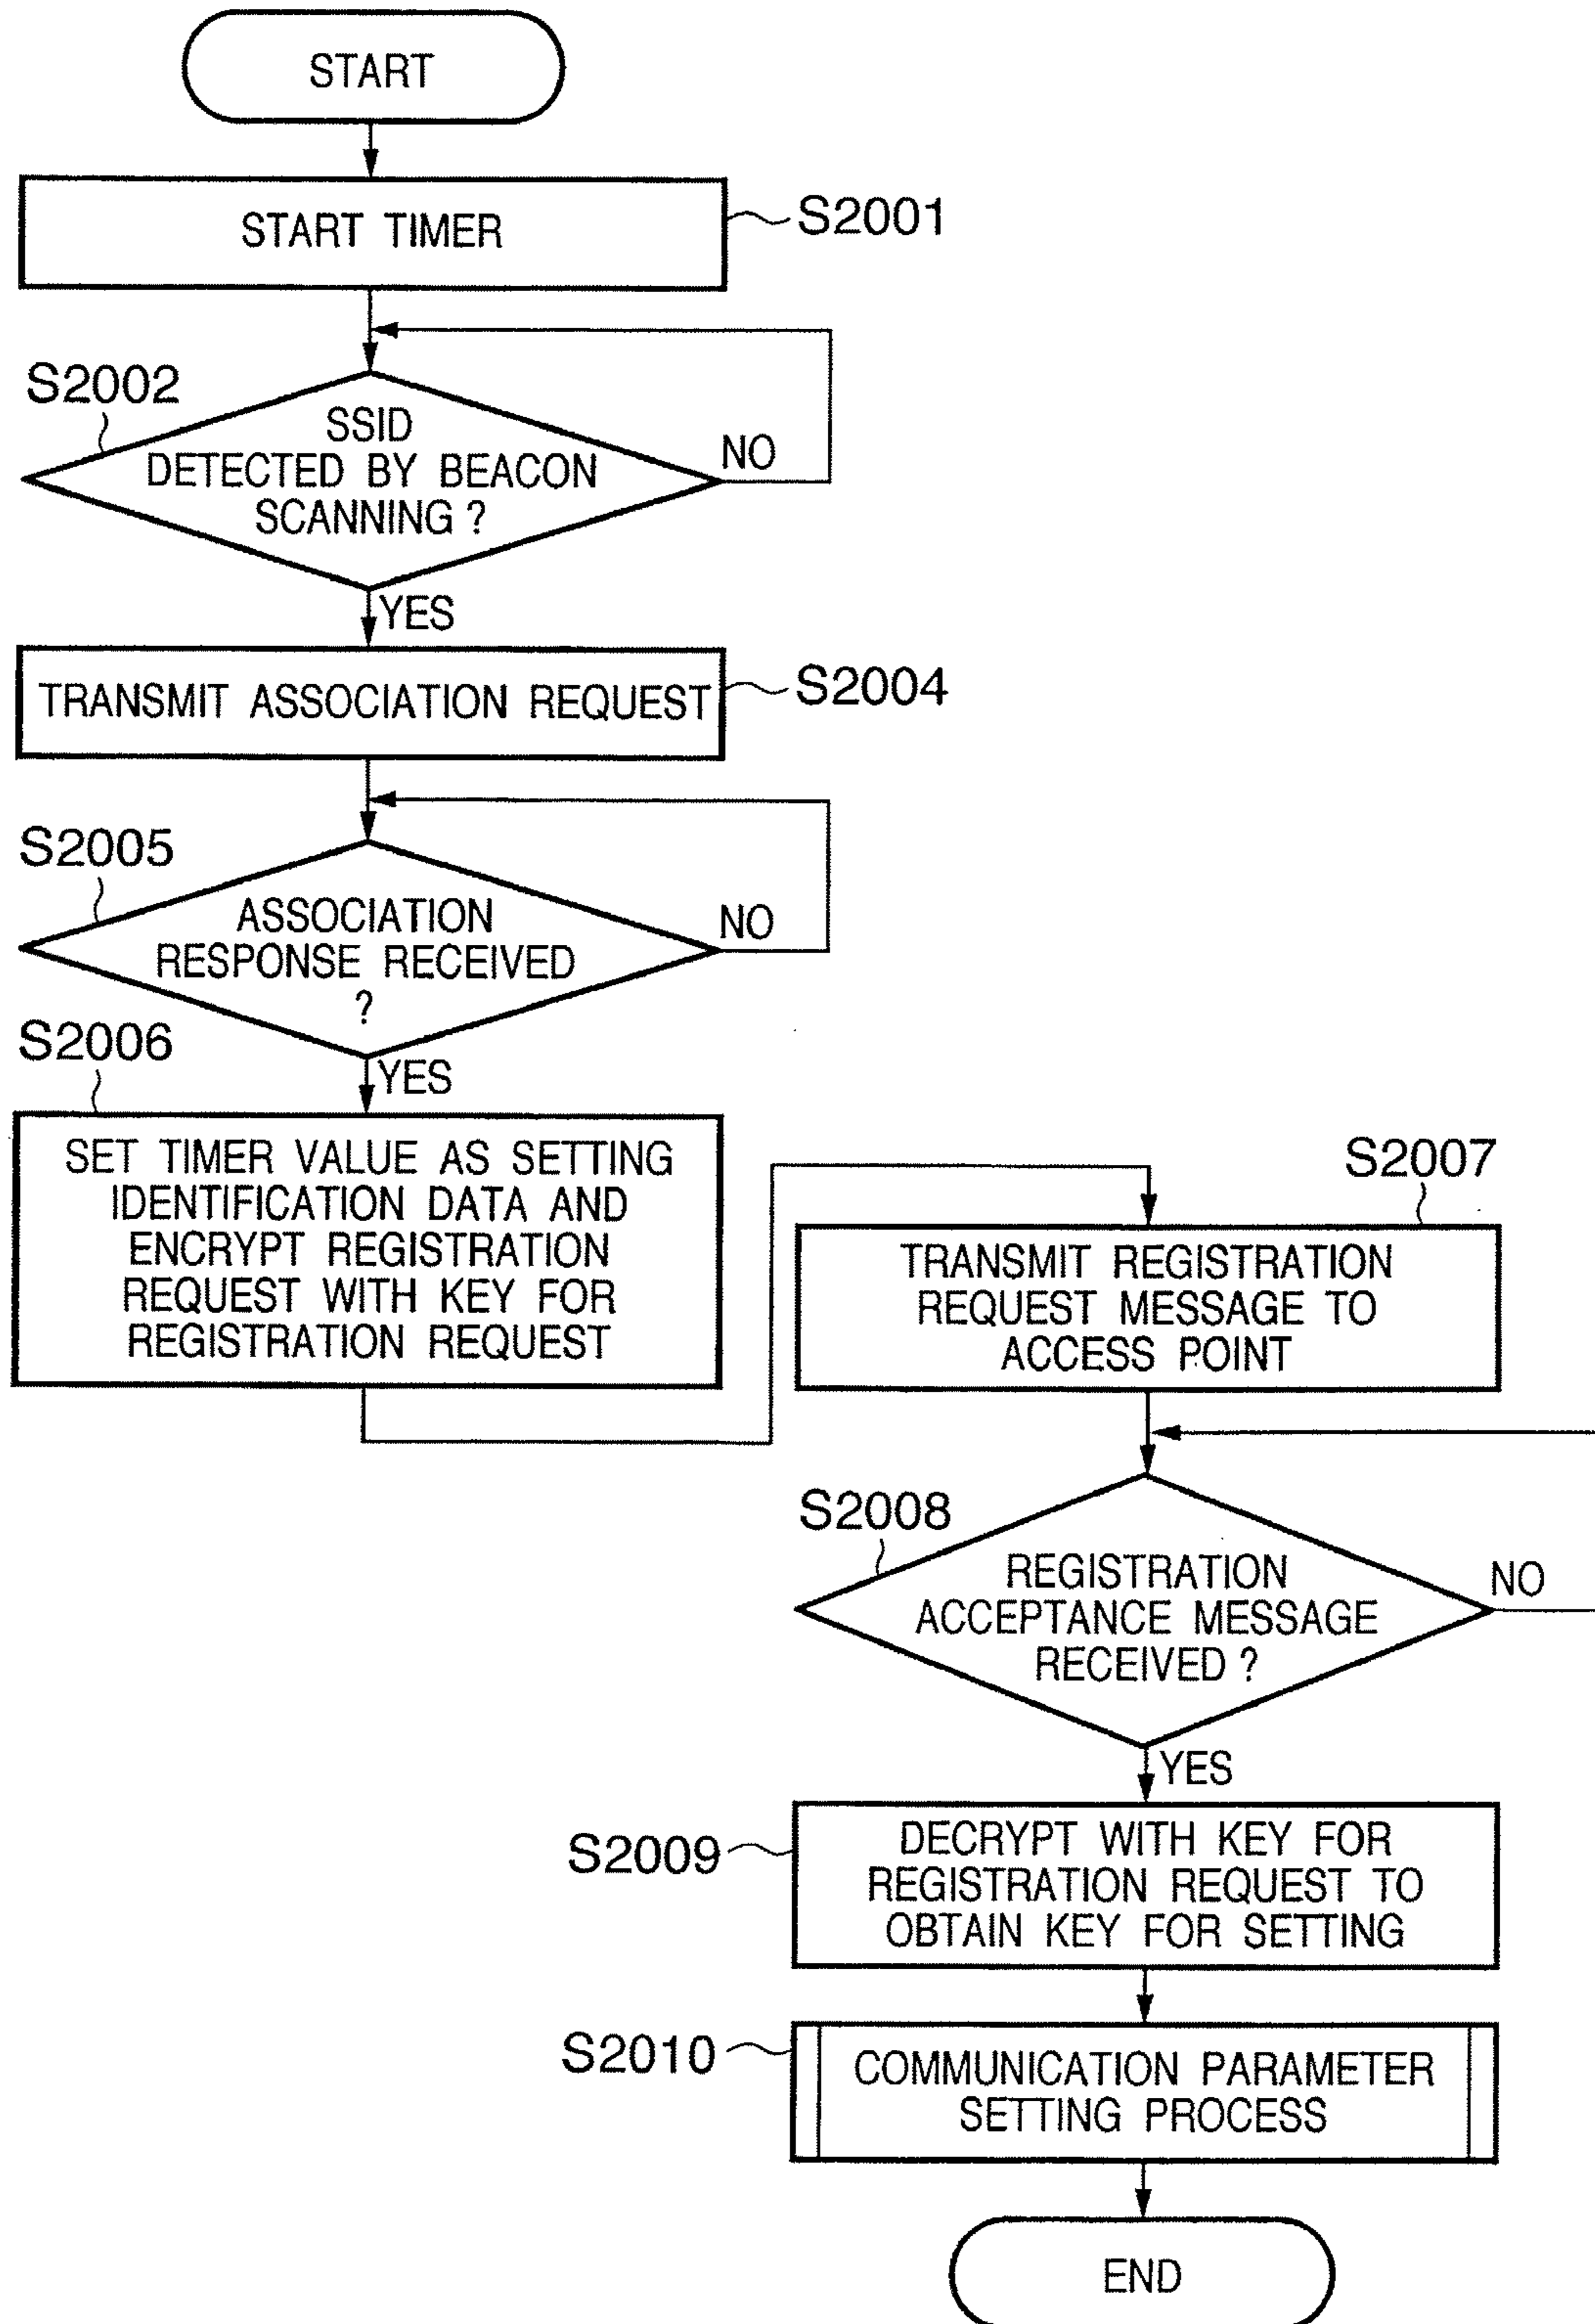 START
START TIMER
S2001
S2002
SSID
DETECTED BY BEACON
SCANNING ?
NO
YES
TRANSMIT ASSOCIATION REQUEST
S2004
S2005
ASSOCIATION
RESPONSE RECEIVED
?
NO
YES
S2006
SET TIMER VALUE AS SETTING
IDENTIFICATION DATA AND
ENCRYPT REGISTRATION
REQUEST WITH KEY FOR
REGISTRATION REQUEST
S2007
TRANSMIT REGISTRATION
REQUEST MESSAGE TO
ACCESS POINT
S2008
REGISTRATION
ACCEPTANCE MESSAGE
RECEIVED ?
NO
YES
S2009
DECRYPT WITH KEY FOR
REGISTRATION REQUEST TO
OBTAIN KEY FOR SETTING
S2010
COMMUNICATION PARAMETER
SETTING PROCESS
END